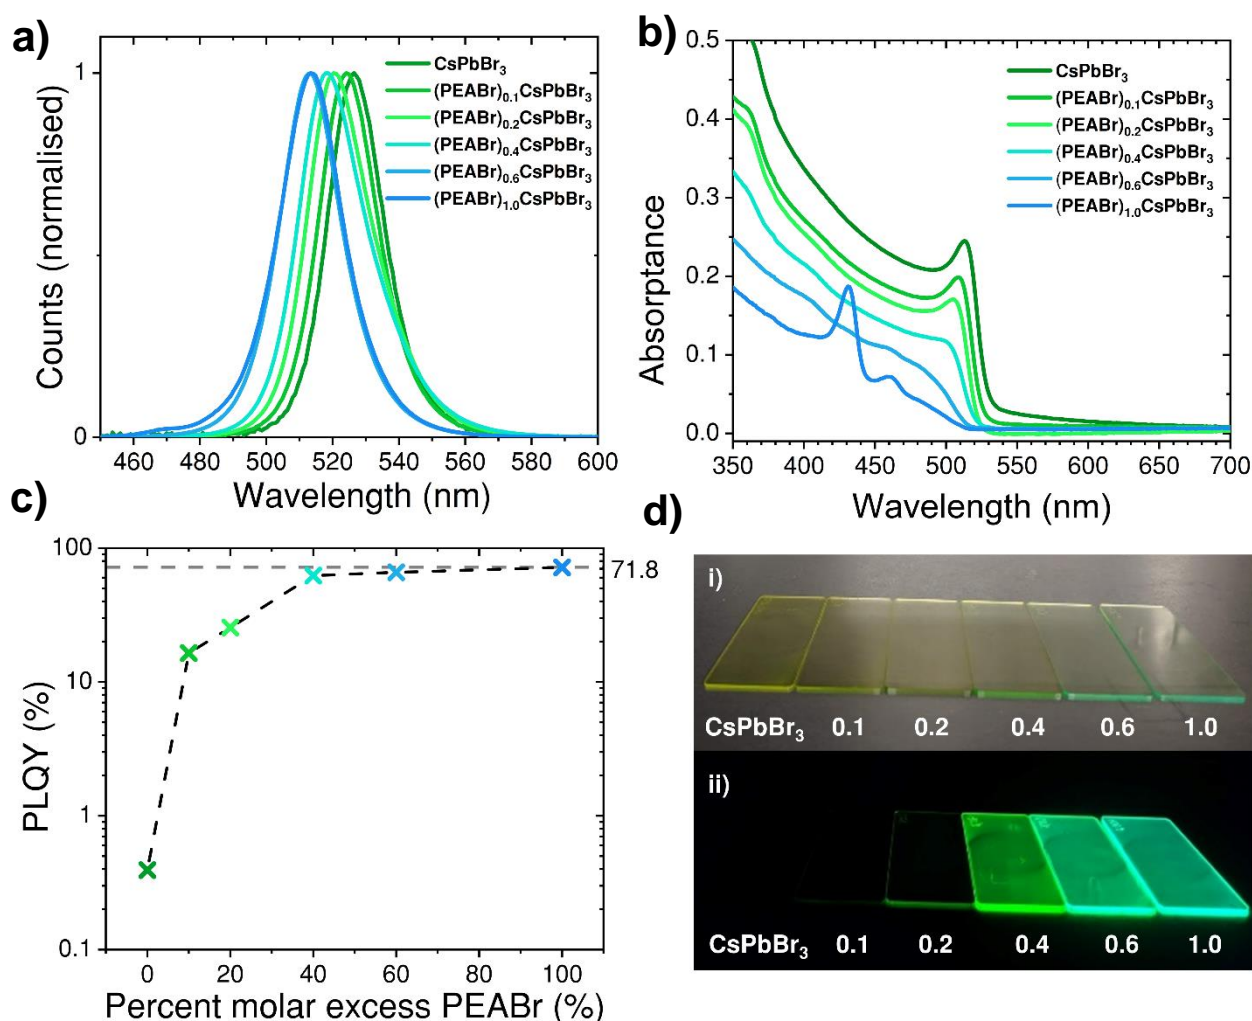 a)
Counts (normalised)
1
0
460 480 500 520 540 560 580 600
Wavelength (nm)
CsPbBr₃
(PEABr)₀.₁CsPbBr₃
(PEABr)₀.₂CsPbBr₃
(PEABr)₀.₄CsPbBr₃
(PEABr)₀.₆CsPbBr₃
(PEABr)₁.₀CsPbBr₃
b)
Absorptance
0.5
0.4
0.3
0.2
0.1
0.0
350 400 450 500 550 600 650 700
Wavelength (nm)
CsPbBr₃
(PEABr)₀.₁CsPbBr₃
(PEABr)₀.₂CsPbBr₃
(PEABr)₀.₄CsPbBr₃
(PEABr)₀.₆CsPbBr₃
(PEABr)₁.₀CsPbBr₃
c)
PLQY (%)
100
10
1
0.1
71.8
0 20 40 60 80 100
Percent molar excess PEABr (%)
d)
i)
CsPbBr₃ 0.1 0.2 0.4 0.6 1.0
ii)
CsPbBr₃ 0.1 0.2 0.4 0.6 1.0